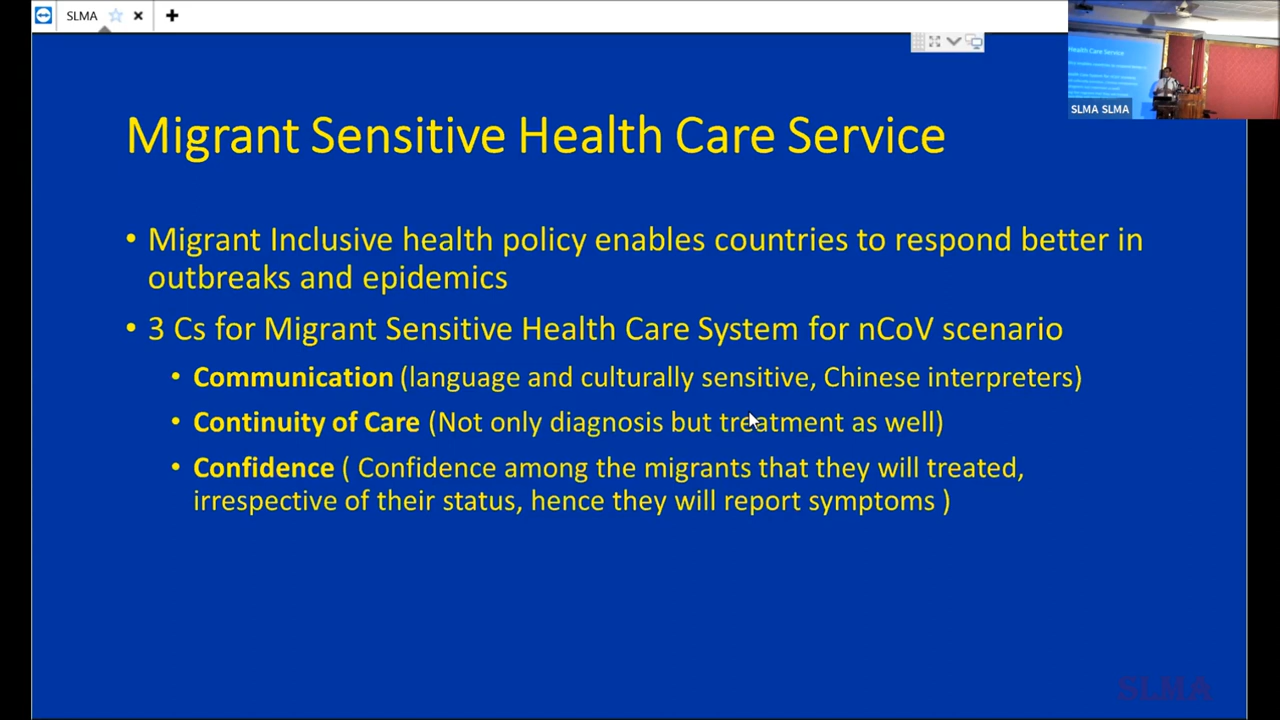 SLMA
Migrant Sensitive Health Care Service
• Migrant Inclusive health policy enables countries to respond better in
outbreaks and epidemics
• 3 Cs for Migrant Sensitive Health Care System for nCoV scenario
• Communication (language and culturally sensitive, Chinese interpreters)
• Continuity of Care (Not only diagnosis but treatment as well)
• Confidence ( Confidence among the migrants that they will treated,
irrespective of their status, hence they will report symptoms )
Health Care Service
SLMA SLMA
SLMA